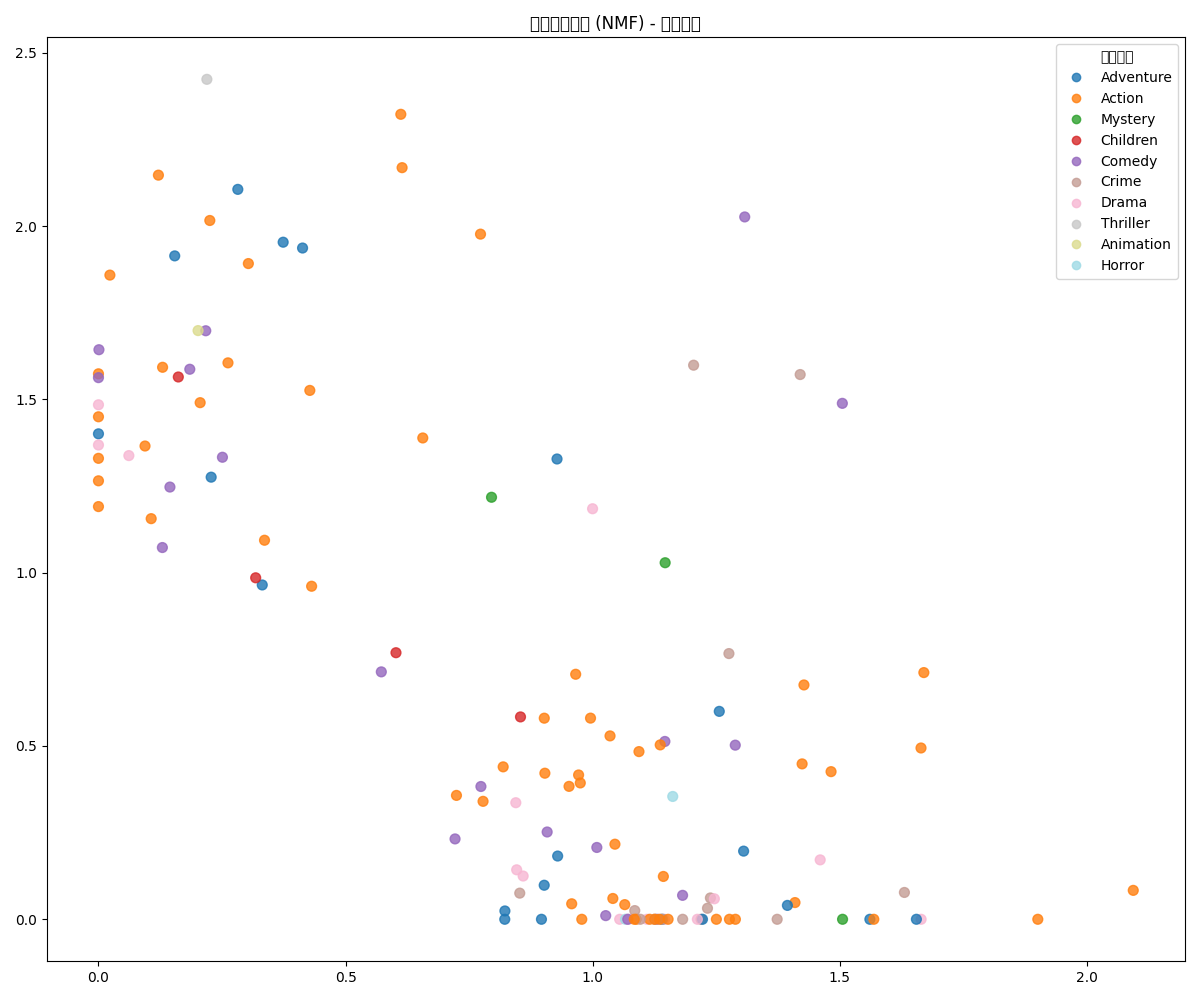 (NMF) -
2.5
2.0
1.5
1.0
0.5
0.0
Adventure
Action
Mystery
Children
Comedy
Crime
Drama
Thriller
Animation
Horror
0.0 0.5 1.0 1.5 2.0